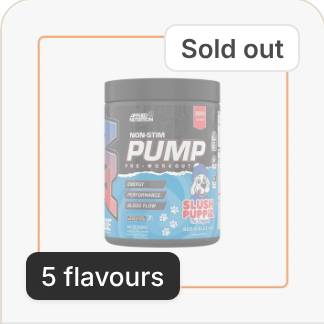 Sold out
APPLIED
NUTRITION
NON-STIM
PUMP
PRE-WORKOUT
ENERGY
PERFORMANCE
BLOOD FLOW
SLUSH
PUPPiE
5 flavours